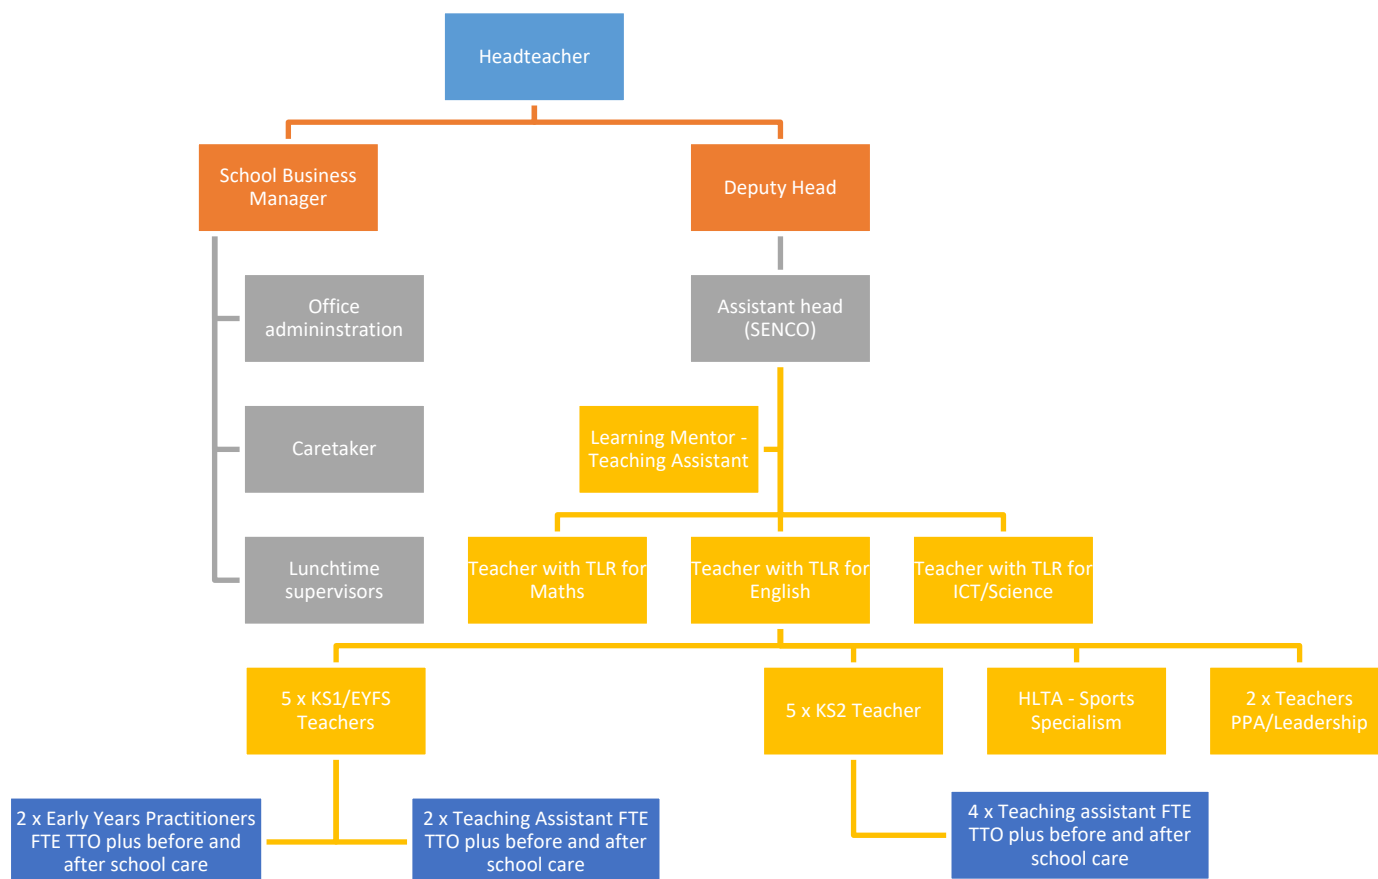 Headteacher
School Business
Manager
Deputy Head
Office
admininstration
Assistant head
(SENCO)
Caretaker
Learning Mentor -
Teaching Assistant
Lunchtime
supervisors
Teacher with TLR for
Maths
Teacher with TLR for
English
Teacher with TLR for
ICT/Science
5 x KS1/EYFS
Teachers
5 x KS2 Teacher
HLTA - Sports
Specialism
2 x Teachers
PPA/Leadership
2 x Early Years Practitioners
FTE TTO plus before and
after school care
2 x Teaching Assistant FTE
TTO plus before and after
school care
4 x Teaching assistant FTE
TTO plus before and after
school care